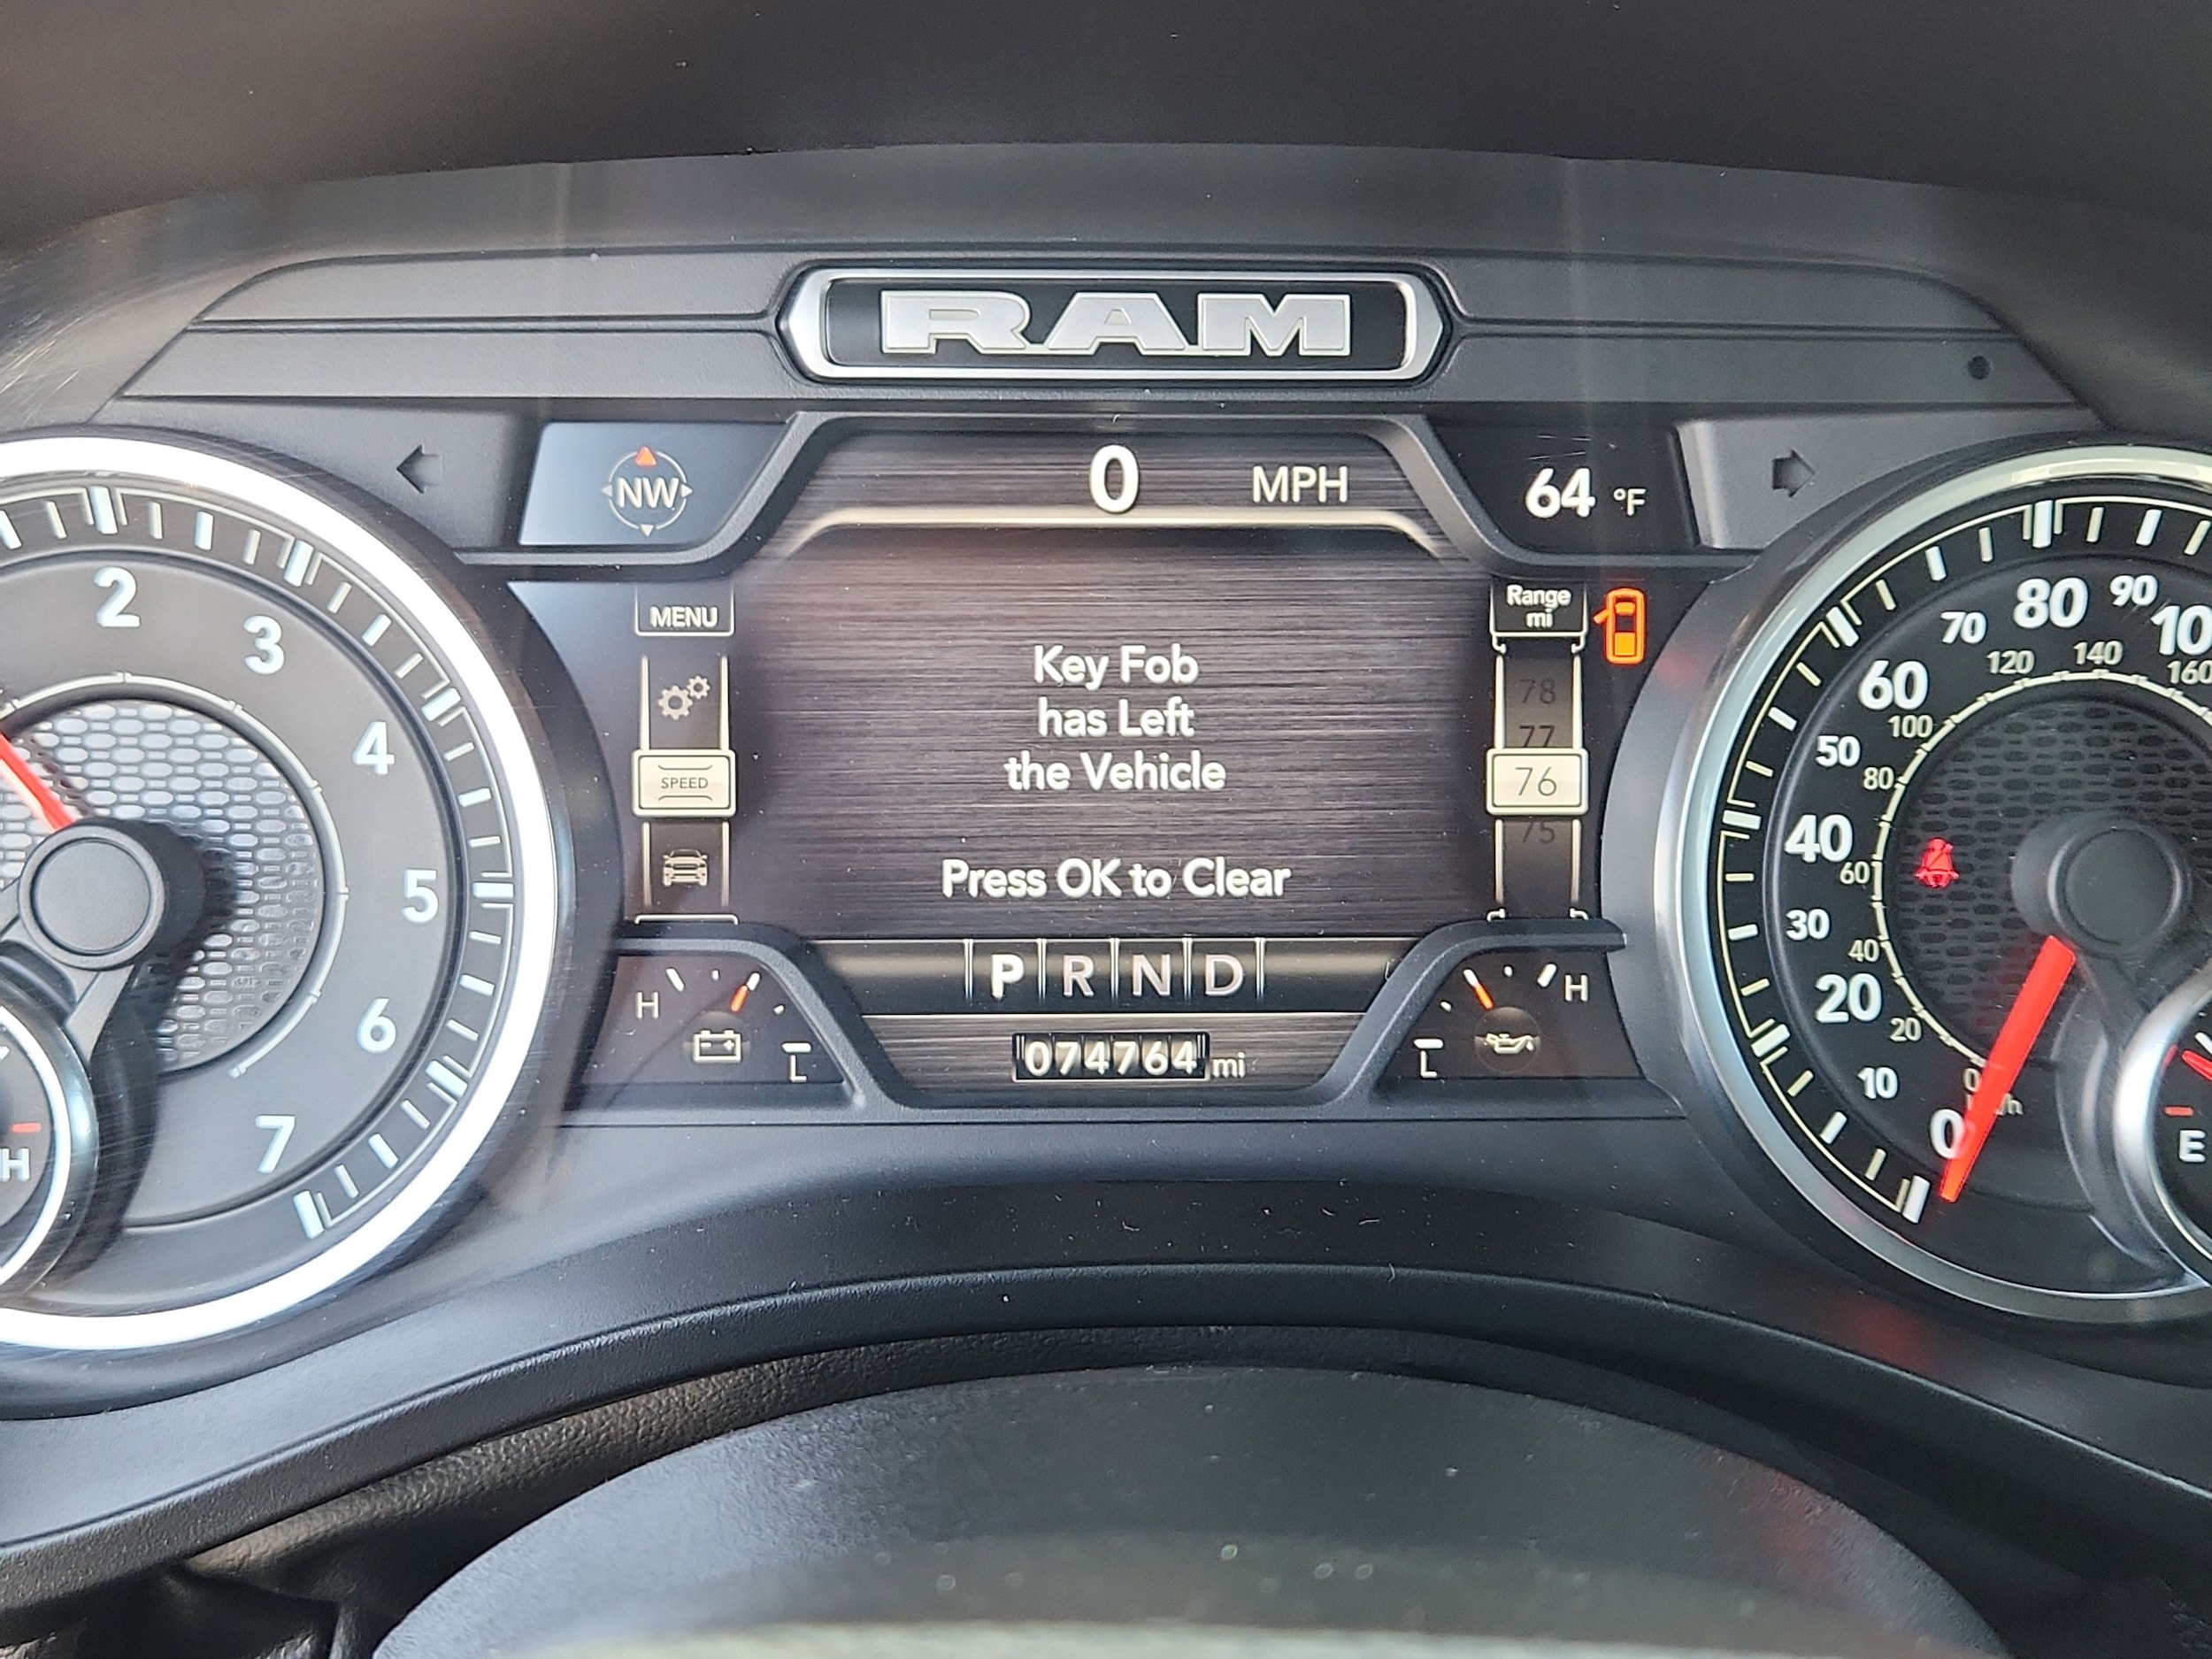 RAM
NW
0 MPH
64 °F
MENU
SPEED
Range
mi
78
77
76
75
Key Fob
has Left
the Vehicle
Press OK to Clear
P R N D
074764 mi
H
L
L
H
2
3
4
5
6
7
H
0
10
20
30
40
50
60
70
80
90
0
20
40
60
80
100
120
140
160
E